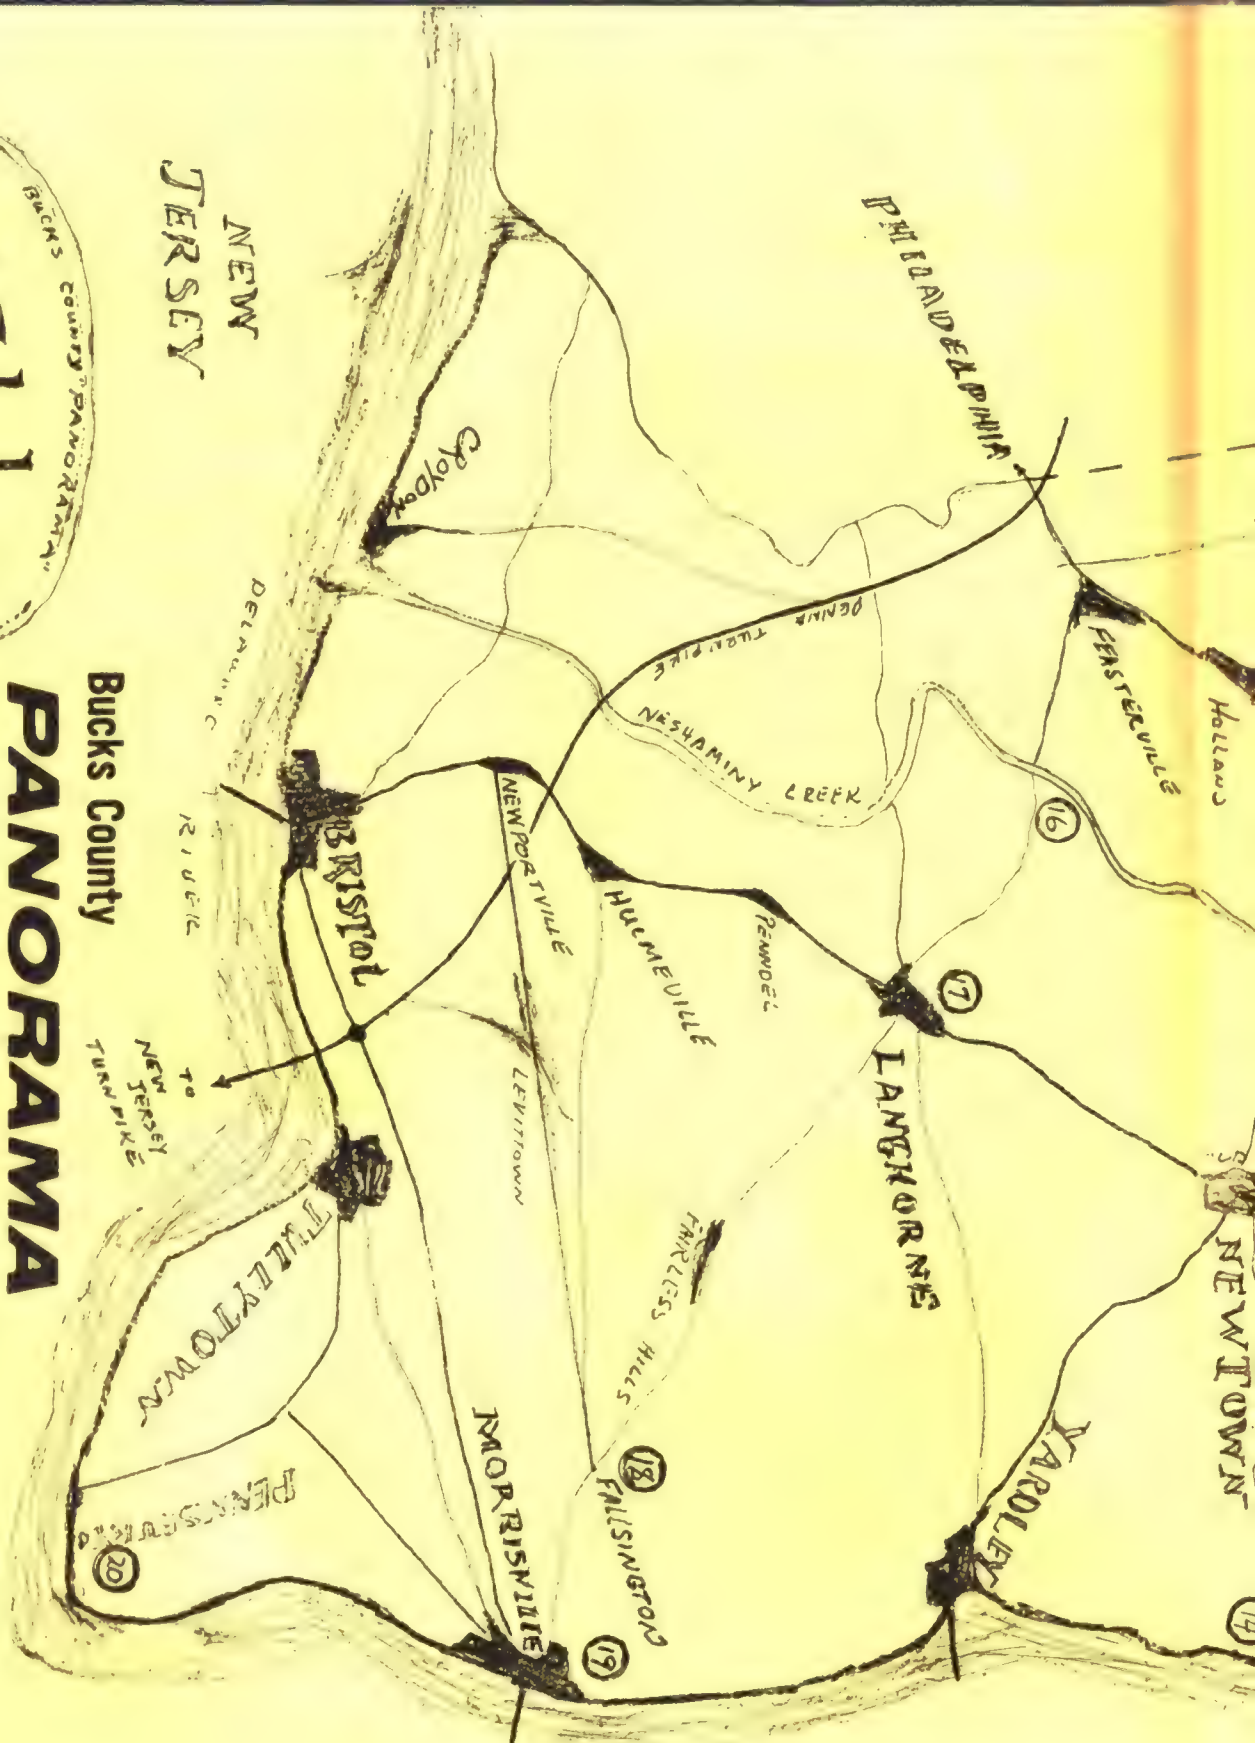 PHILADELPHIA
HOLLAND
FEASTERVILLE
16
NEWTOWN
14
YARDLEY
17
LANGHORNE
PENNA TURNPIKE
NESHAMINY CREEK
PENNDEL
HULMEVILLE
NEWPORTVILLE
LEVITTOWN
FAIRLESS HILLS
18
FALLSINGTON
19
MORRISVILLE
CROYDON
BRISTOL
TULLYTOWN
20
NEW
JERSEY
DELAWARE
RIVER
TO
NEW
JERSEY
TURNPIKE
BUCKS COUNTY "PANORAMA"
Bucks County
PANORAMA